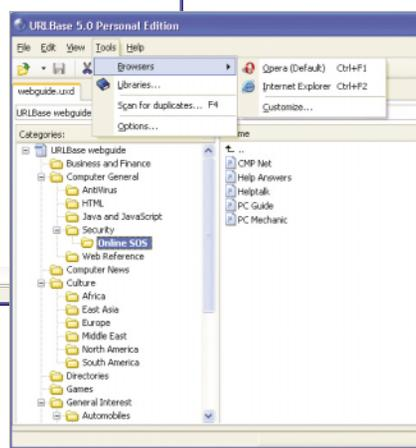 URLBase 5.0 Personal Edition
File Edit View Tools Help
Browsers
Opera (Default) Ctrl+F1
Libraries...
Internet Explorer Ctrl+F2
webguide.uxd
Scan for duplicates... F4
Customize...
URLBase webguide
Options...
Categories:
me
URLBase webguide
..
Business and Finance
CMP Net
Computer General
Help Answers
AntiVirus
Helptalk
HTML
PC Guide
Java and JavaScript
PC Mechanic
Security
Online SOS
Web Reference
Computer News
Culture
Africa
East Asia
Europe
Middle East
North America
South America
Directories
Games
General Interest
Automobiles